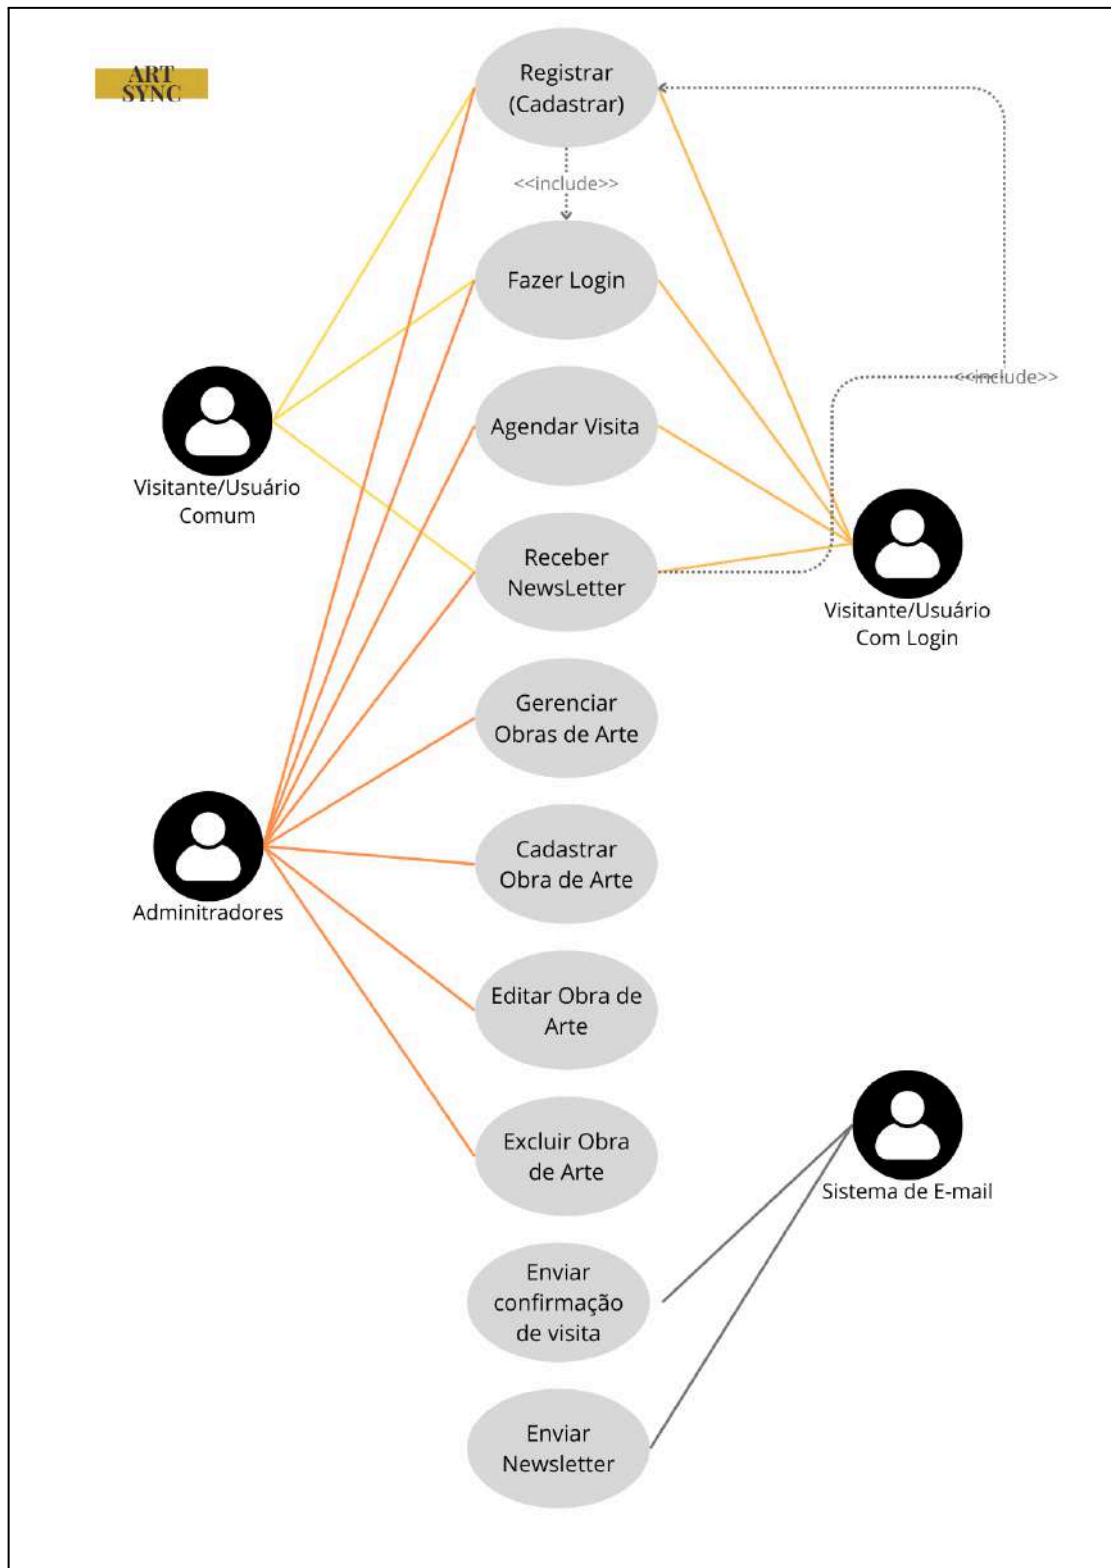 ART
SYNC
Registrar
(Cadastrar)
<<include>>
Fazer Login
<<include>>
Agendar Visita
Visitante/Usuário
Comum
Receber
NewsLetter
Visitante/Usuário
Com Login
Gerenciar
Obras de Arte
Cadastrar
Obra de Arte
Adminitradores
Editar Obra de
Arte
Excluir Obra
de Arte
Sistema de E-mail
Enviar
confirmação
de visita
Enviar
Newsletter